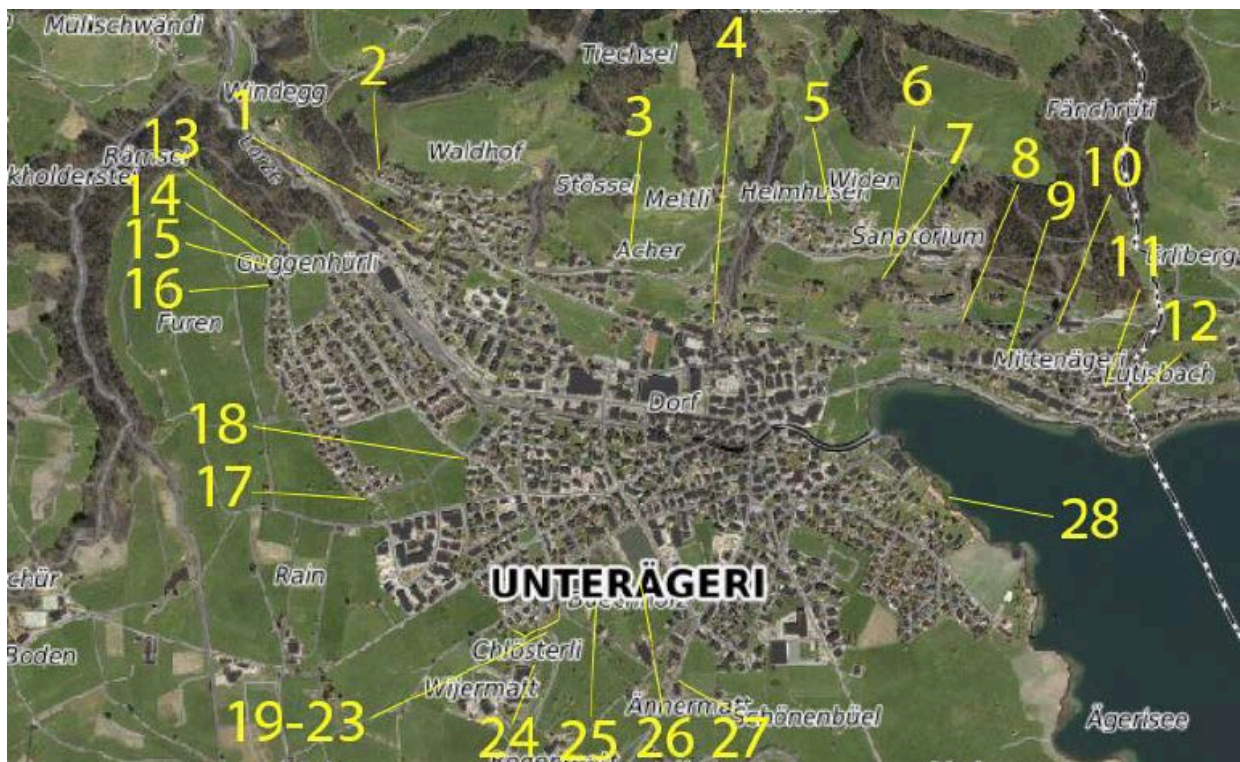 Müllschwändi
Tiechsel
4
2
Windegg
5
6
Fänchrüti
1
3
13
Rämsel
Lorze
Waldhof
7
8
10
Stössel
Mettli
Heimhuseri
Widen
9
14
15
Guggenhürli
Acher
Sanatorium
Erliberg
11
16
Furen
12
Mittenägeri
Lutisbach
Dorf
18
17
28
Rain
UNTERÄGERI
Boden
Chlösterli
Wijermatt
19-23
24
25
26
27
Ännermatt
Schönenbüel
Ägerisee